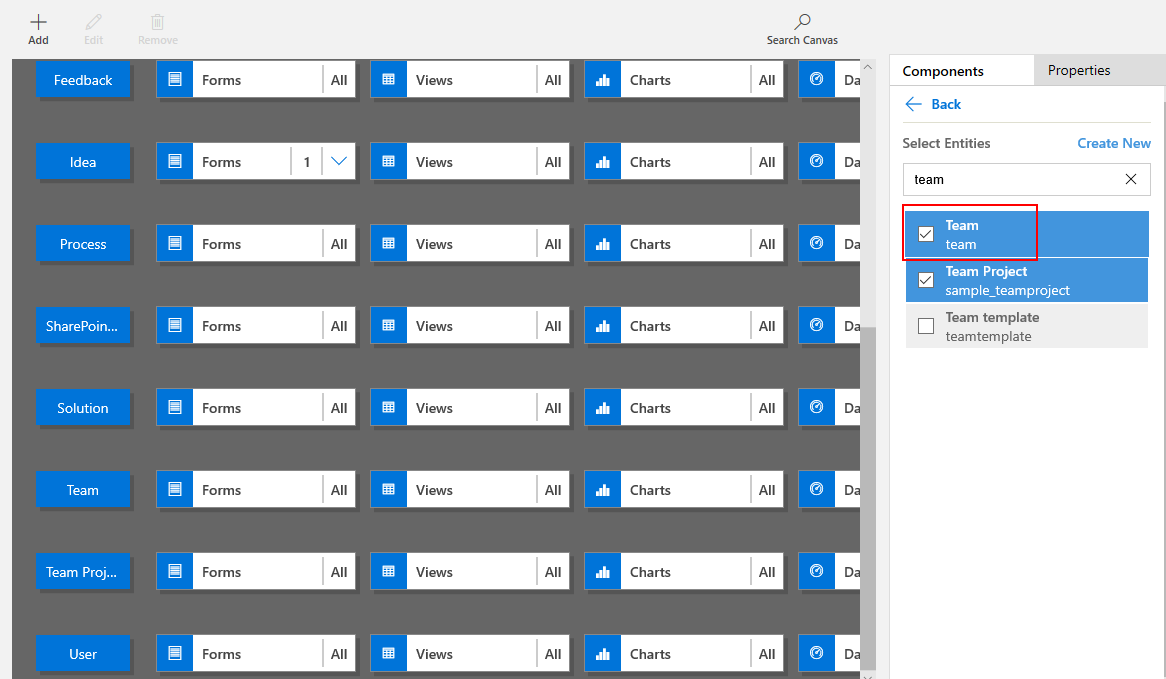 Add
Edit
Remove
Search Canvas
Feedback Forms All Views All Charts All Da
Idea Forms 1 Views All Charts All Da
Process Forms All Views All Charts All Da
SharePoin... Forms All Views All Charts All Da
Solution Forms All Views All Charts All Da
Team Forms All Views All Charts All Da
Team Proj... Forms All Views All Charts All Da
User Forms All Views All Charts All Da
Components Properties
Back
Select Entities Create New
team
Team
team
Team Project
sample_teamproject
Team template
teamtemplate